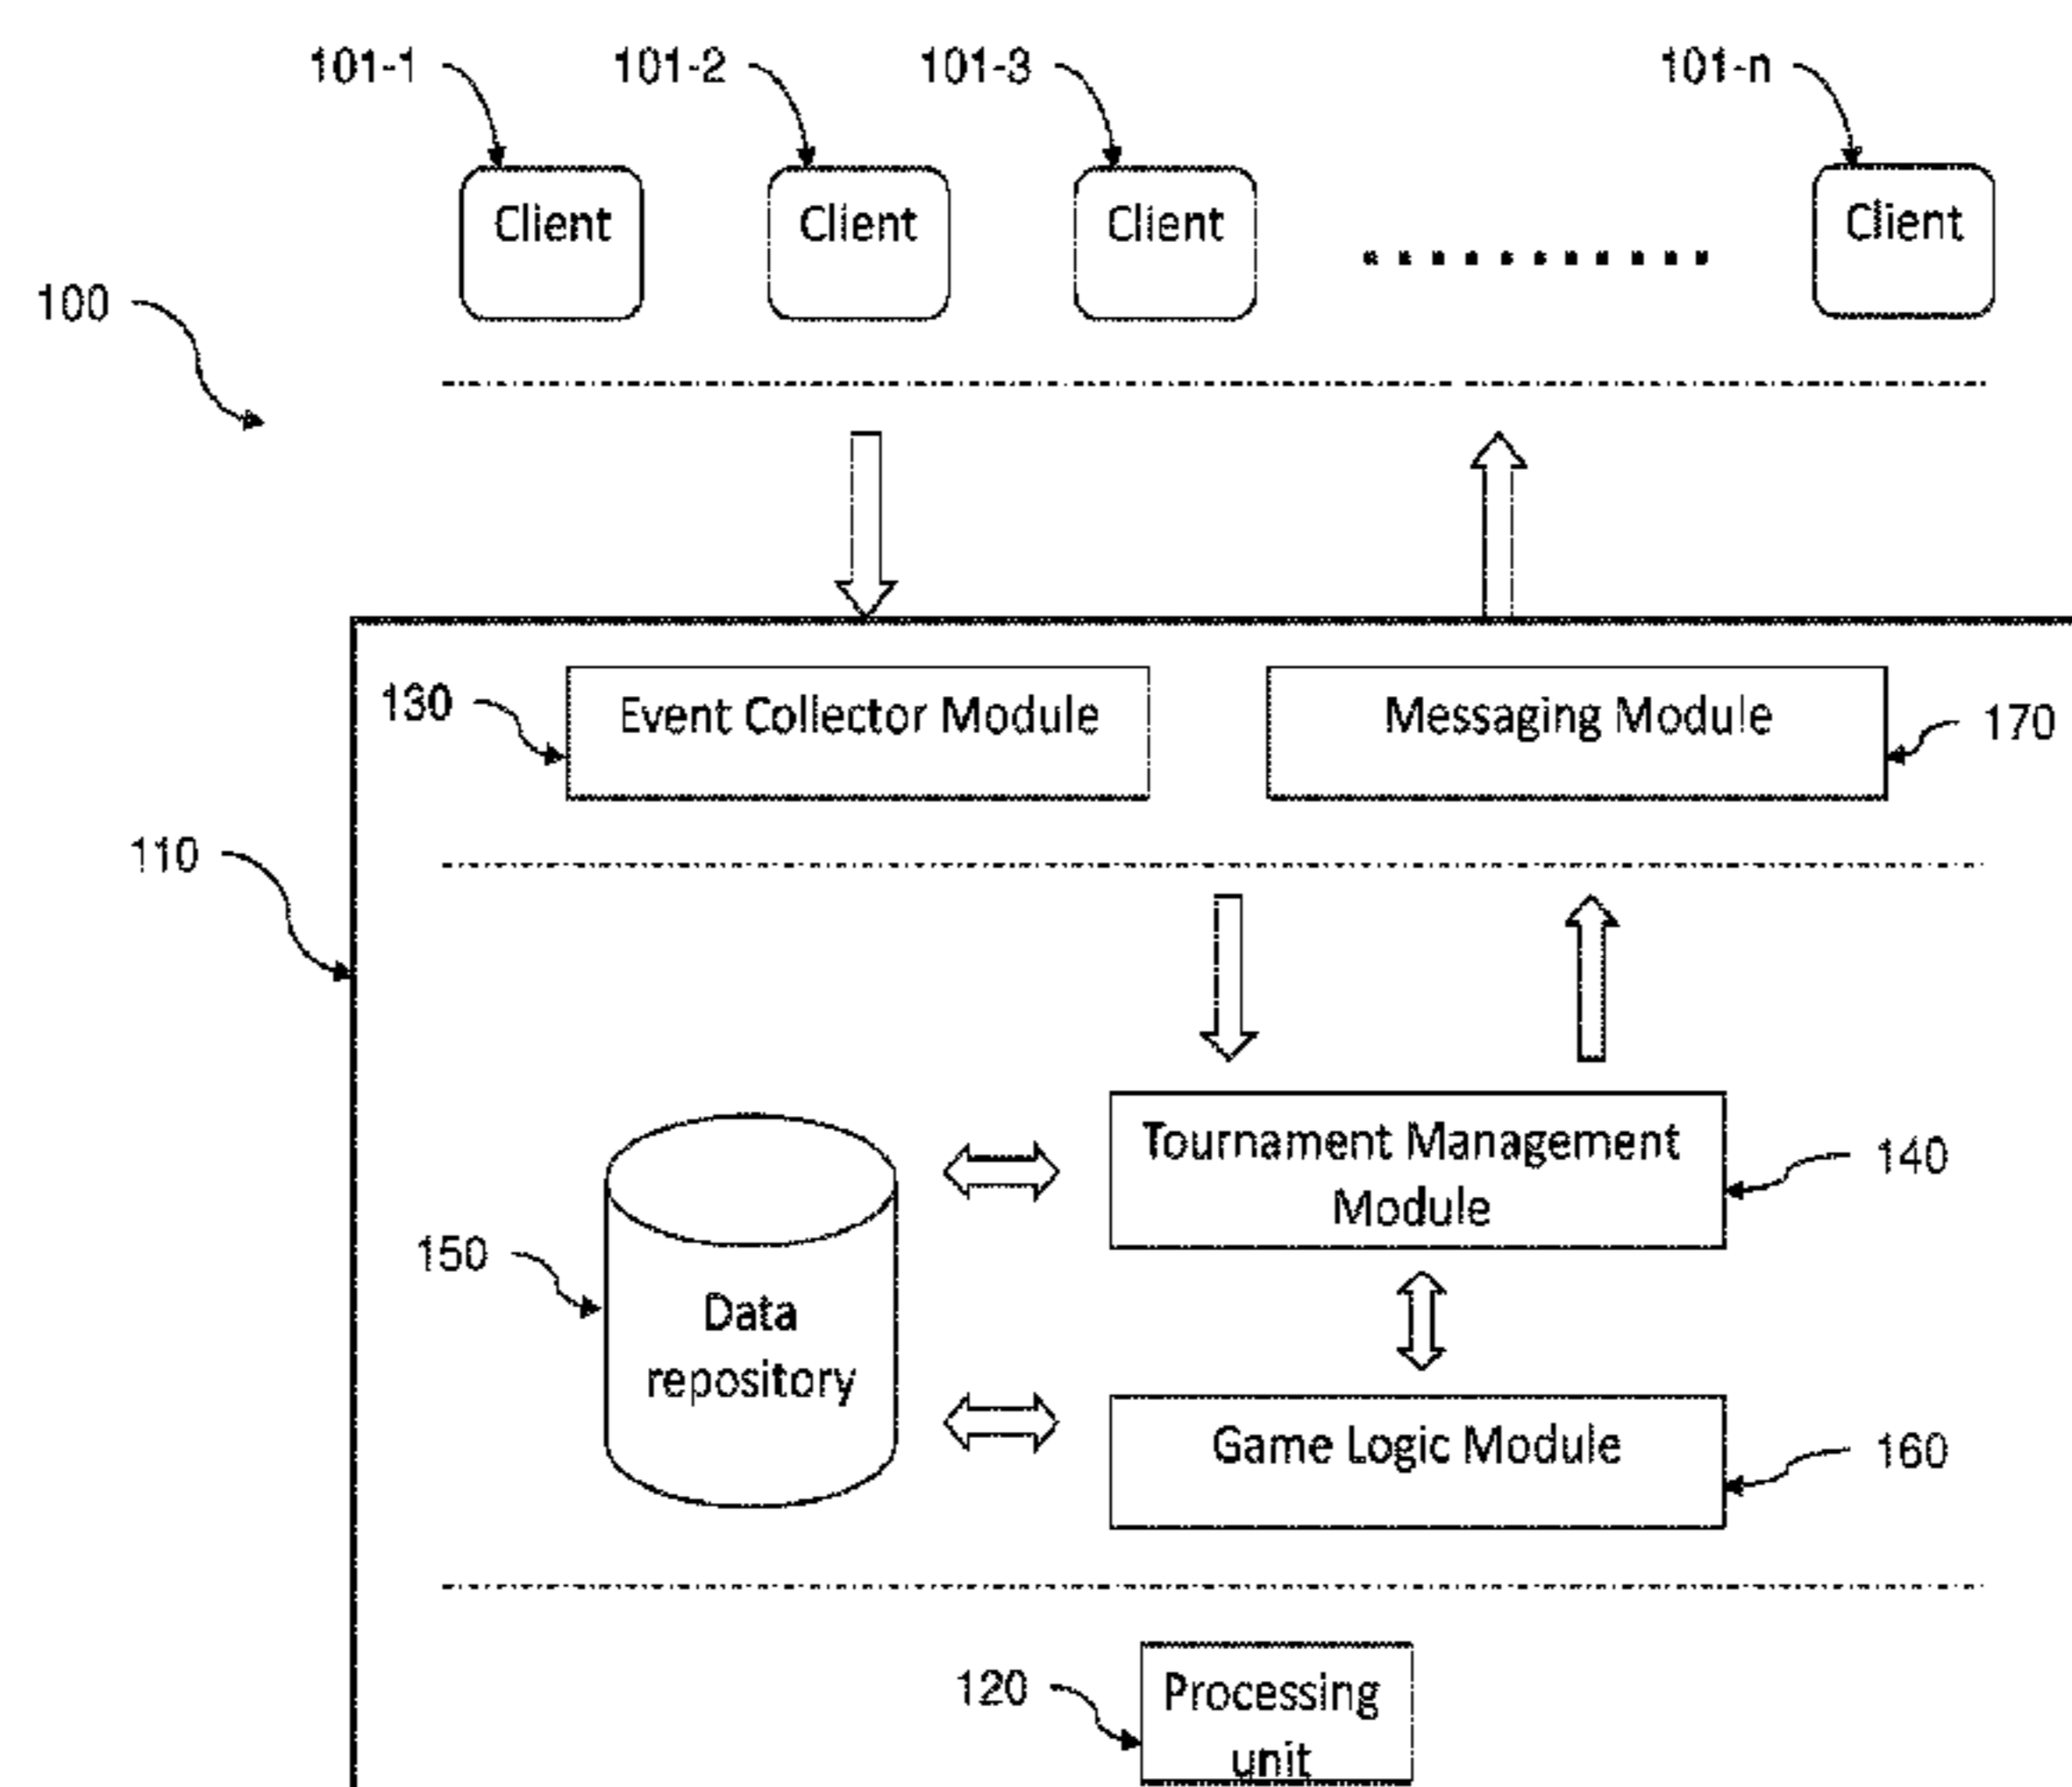 101-1 101-2 101-3 101-n
Client Client Client Client
100
130 Event Collector Module Messaging Module 170
110
Tournament Management 140
Module
150 Data
repository
Game Logic Module 160
120 Processing
unit